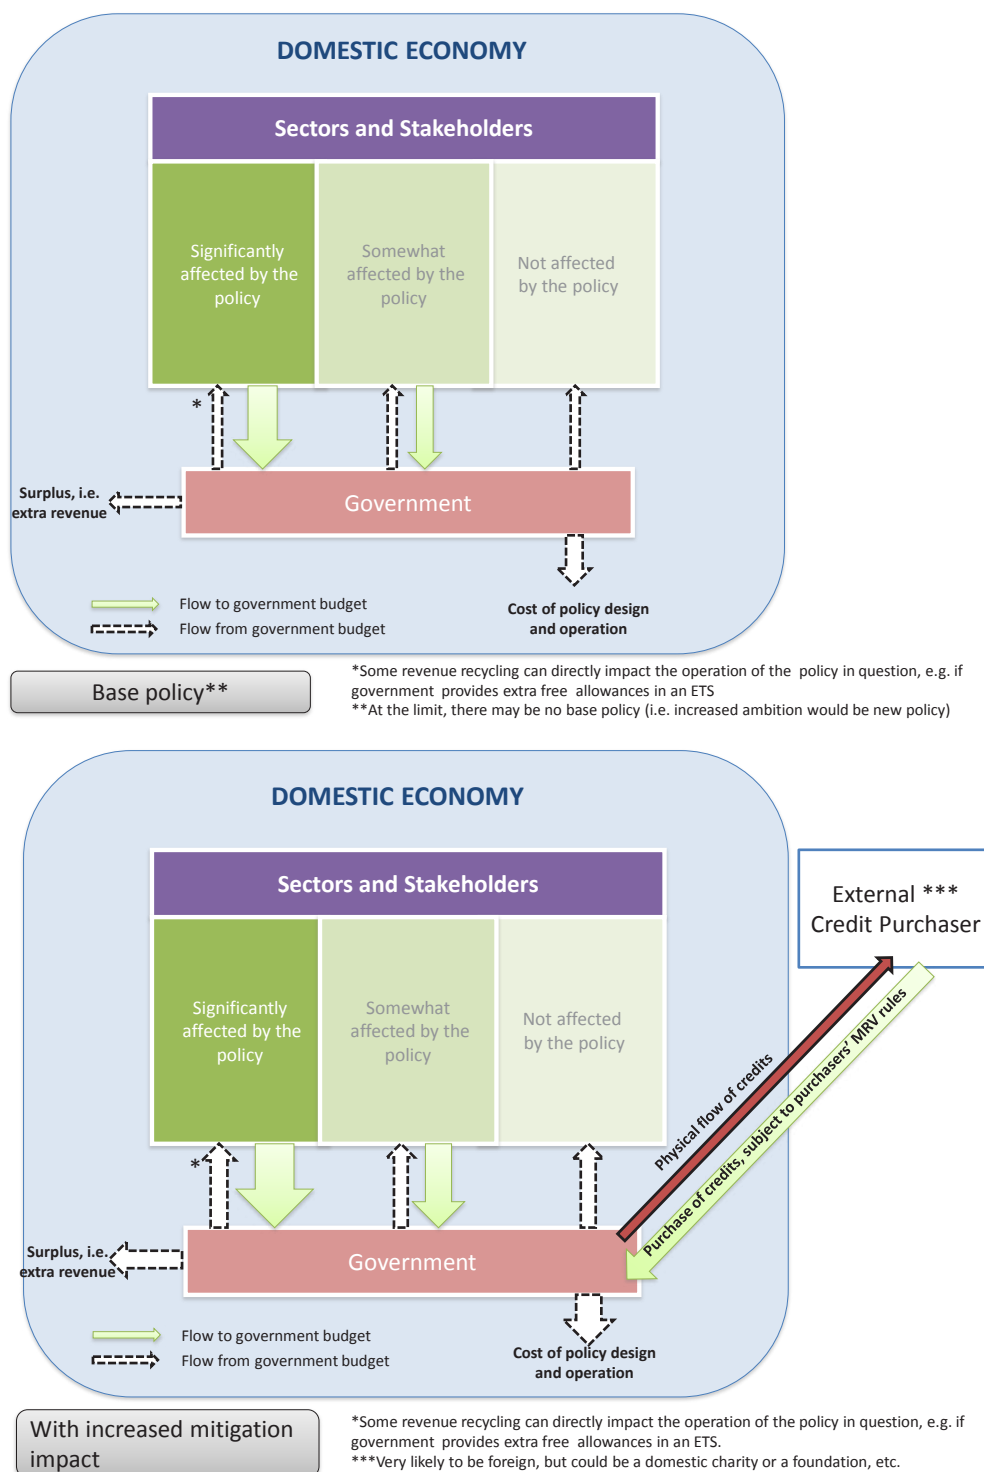 DOMESTIC ECONOMY
Sectors and Stakeholders
Significantly
affected by the
policy
Somewhat
affected by the
policy
Not affected
by the policy
*
Surplus, i.e.
extra revenue
Government
Flow to government budget
Flow from government budget
Cost of policy design
and operation
Base policy**
*Some revenue recycling can directly impact the operation of the policy in question, e.g. if
government provides extra free allowances in an ETS
**At the limit, there may be no base policy (i.e. increased ambition would be new policy)
DOMESTIC ECONOMY
Sectors and Stakeholders
External ***
Credit Purchaser
Significantly
affected by the
policy
Somewhat
affected by the
policy
Not affected
by the policy
Physical flow of credits
Purchase of credits, subject to purchasers' MRV rules
*
Surplus, i.e.
extra revenue
Government
Flow to government budget
Flow from government budget
Cost of policy design
and operation
With increased mitigation
impact
*Some revenue recycling can directly impact the operation of the policy in question, e.g. if
government provides extra free allowances in an ETS.
***Very likely to be foreign, but could be a domestic charity or a foundation, etc.